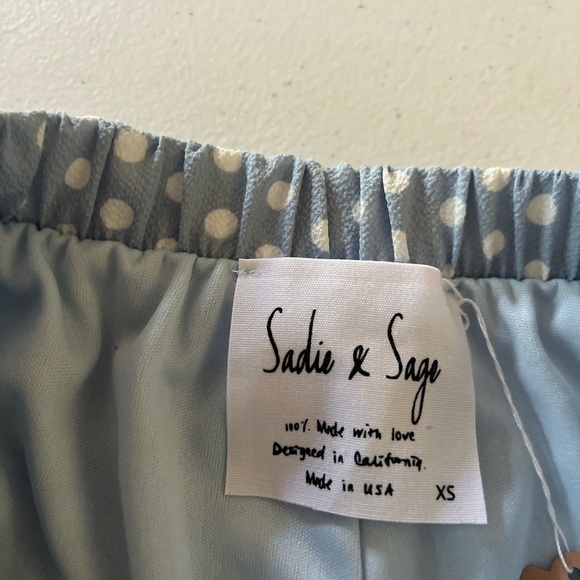 Sadie & Sage
100% Made with love
Designed in California.
Made in USA XS